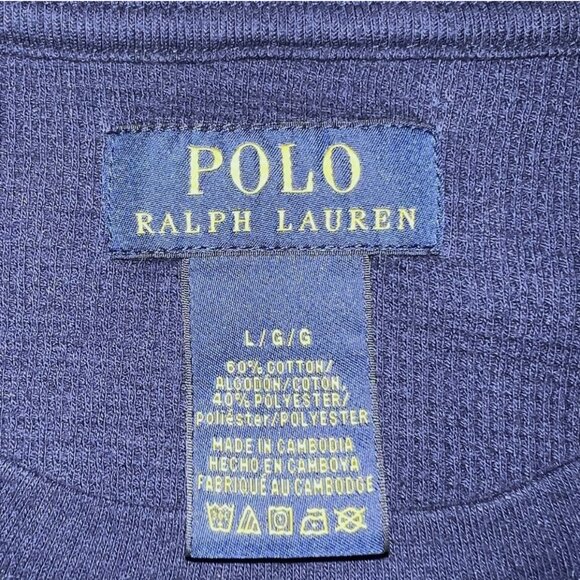 POLO
RALPH LAUREN
L/G/G
60% COTTON/
ALGODON/COTON,
40% POLYESTER/
poliéster/POLYESTER
MADE IN CAMBODIA
HECHO EN CAMBOYA
FABRIQUÉ AU CAMBODGE